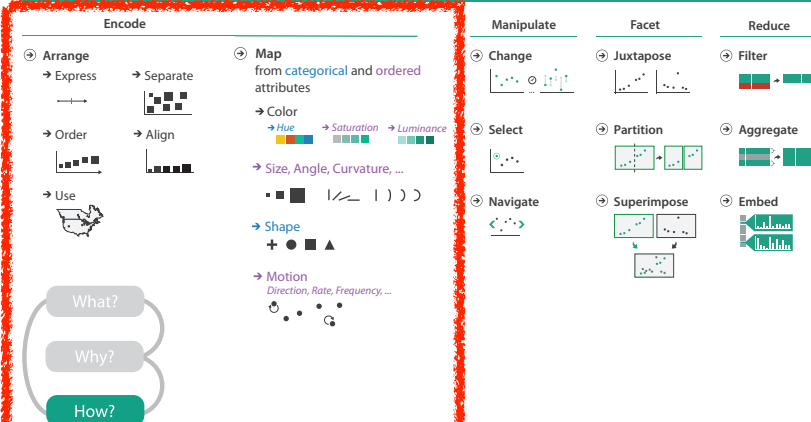 Encode
Manipulate
Facet
Reduce
Arrange
Express
Separate
Order
Align
Use
Map
from categorical and ordered
attributes
Color
Hue
Saturation
Luminance
Size, Angle, Curvature, ...
Shape
Motion
Direction, Rate, Frequency, ...
Change
...
Select
Navigate
Juxtapose
Partition
Superimpose
Filter
Aggregate
Embed
What?
Why?
How?